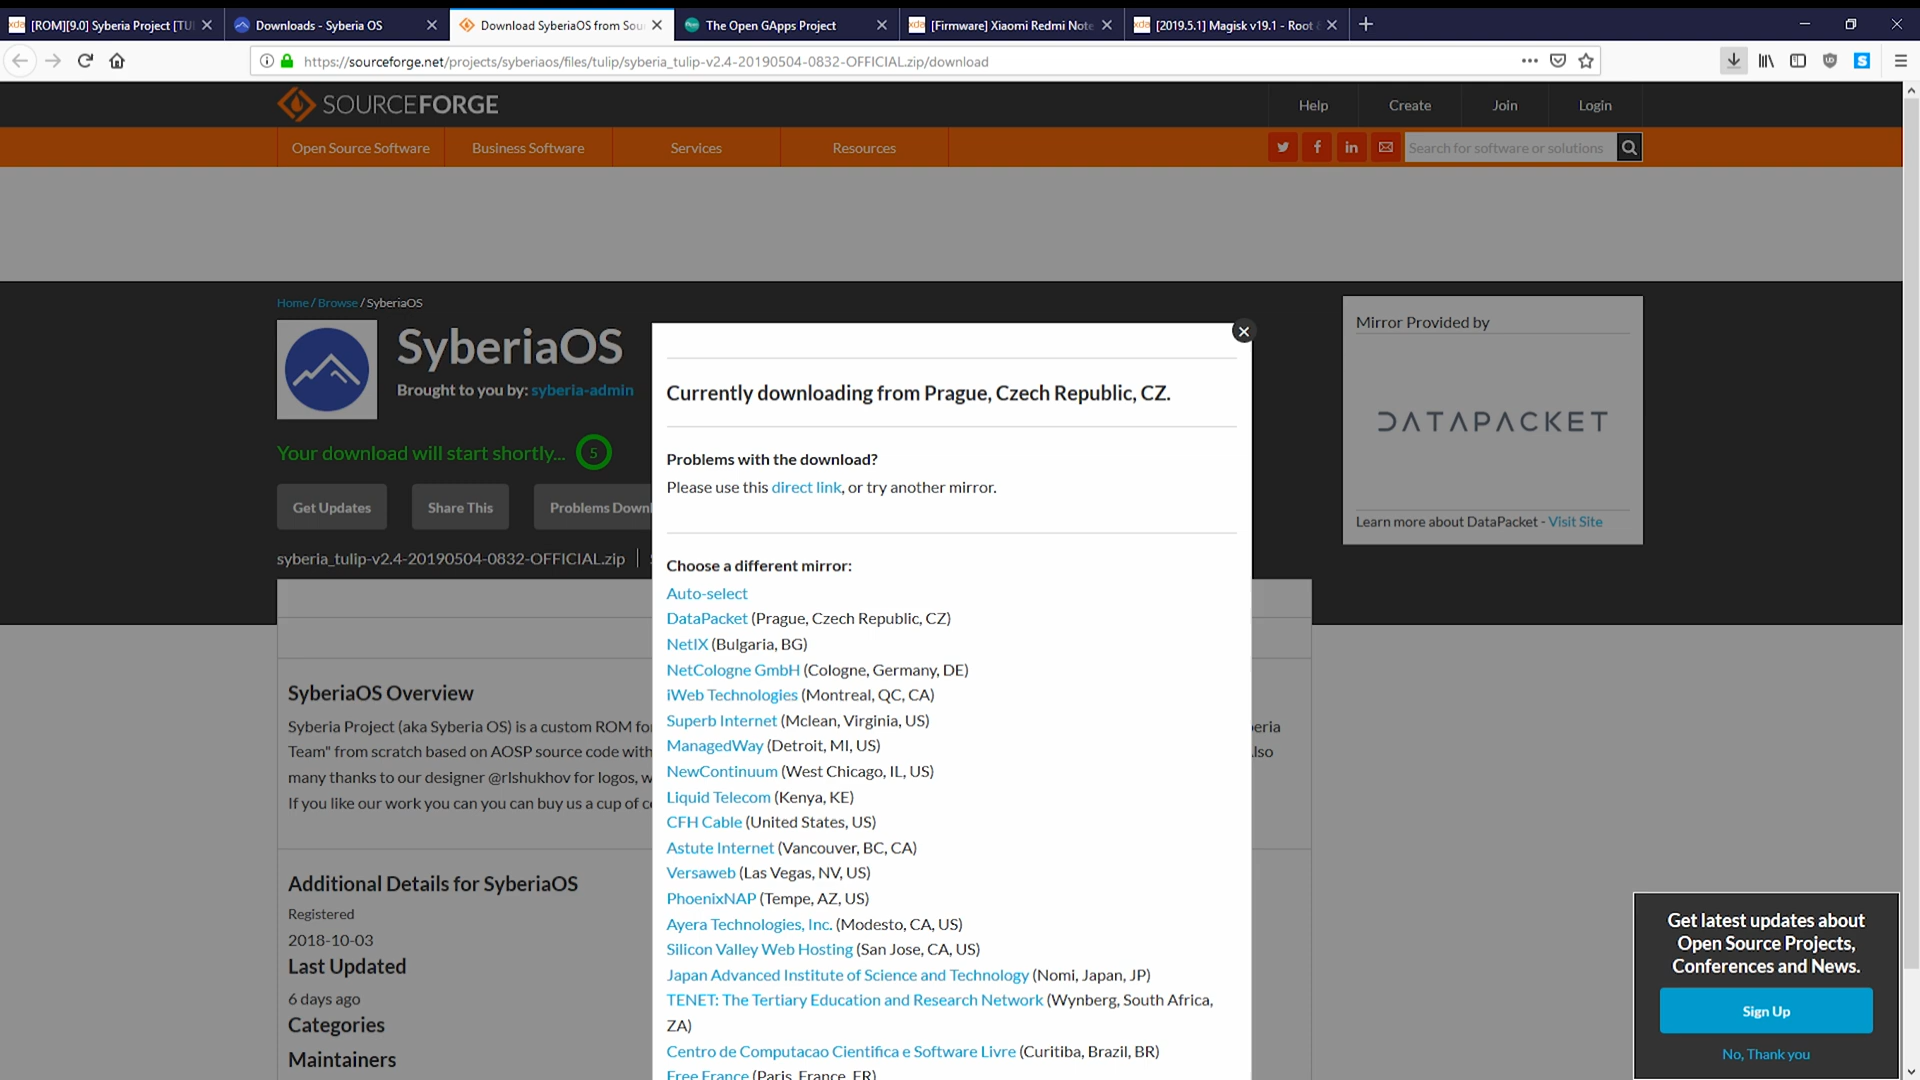 [ROM][9.0] Syberia Project [TU
Downloads - Syberia OS
Download SyberiaOS from Sou
The Open GApps Project
[Firmware] Xiaomi Redmi Note
[2019.5.1] Magisk v19.1 - Root
https://sourceforge.net/projects/syberiaos/files/tulip/syberia_tulip-v2.4-20190504-0832-OFFICIAL.zip/download
SOURCEFORGE
Help
Create
Join
Login
Open Source Software
Business Software
Services
Resources
Search for software or solutions
Home / Browse / SyberiaOS
SyberiaOS
Brought to you by: syberia-admin
Your download will start shortly... 5
Get Updates
Share This
Problems Down
syberia_tulip-v2.4-20190504-0832-OFFICIAL.zip
Mirror Provided by
DATAPACKET
Learn more about DataPacket - Visit Site
Currently downloading from Prague, Czech Republic, CZ.
Problems with the download?
Please use this direct link, or try another mirror.
Choose a different mirror:
Auto-select
DataPacket (Prague, Czech Republic, CZ)
NetIX (Bulgaria, BG)
NetCologne GmbH (Cologne, Germany, DE)
iWeb Technologies (Montreal, QC, CA)
Superb Internet (Mclean, Virginia, US)
ManagedWay (Detroit, MI, US)
NewContinuum (West Chicago, IL, US)
Liquid Telecom (Kenya, KE)
CFH Cable (United States, US)
Astute Internet (Vancouver, BC, CA)
Versaweb (Las Vegas, NV, US)
PhoenixNAP (Tempe, AZ, US)
Ayera Technologies, Inc. (Modesto, CA, US)
Silicon Valley Web Hosting (San Jose, CA, US)
Japan Advanced Institute of Science and Technology (Nomi, Japan, JP)
TENET: The Tertiary Education and Research Network (Wynberg, South Africa,
ZA)
Centro de Computacao Cientifica e Software Livre (Curitiba, Brazil, BR)
Free France (Paris, France, FR)
SyberiaOS Overview
Syberia Project (aka Syberia OS) is a custom ROM fo
eria
Team" from scratch based on AOSP source code with
lso
many thanks to our designer @rlshukhov for logos, w
If you like our work you can you can buy us a cup of c
Additional Details for SyberiaOS
Registered
2018-10-03
Last Updated
6 days ago
Categories
Maintainers
Get latest updates about
Open Source Projects,
Conferences and News.
Sign Up
No, Thank you